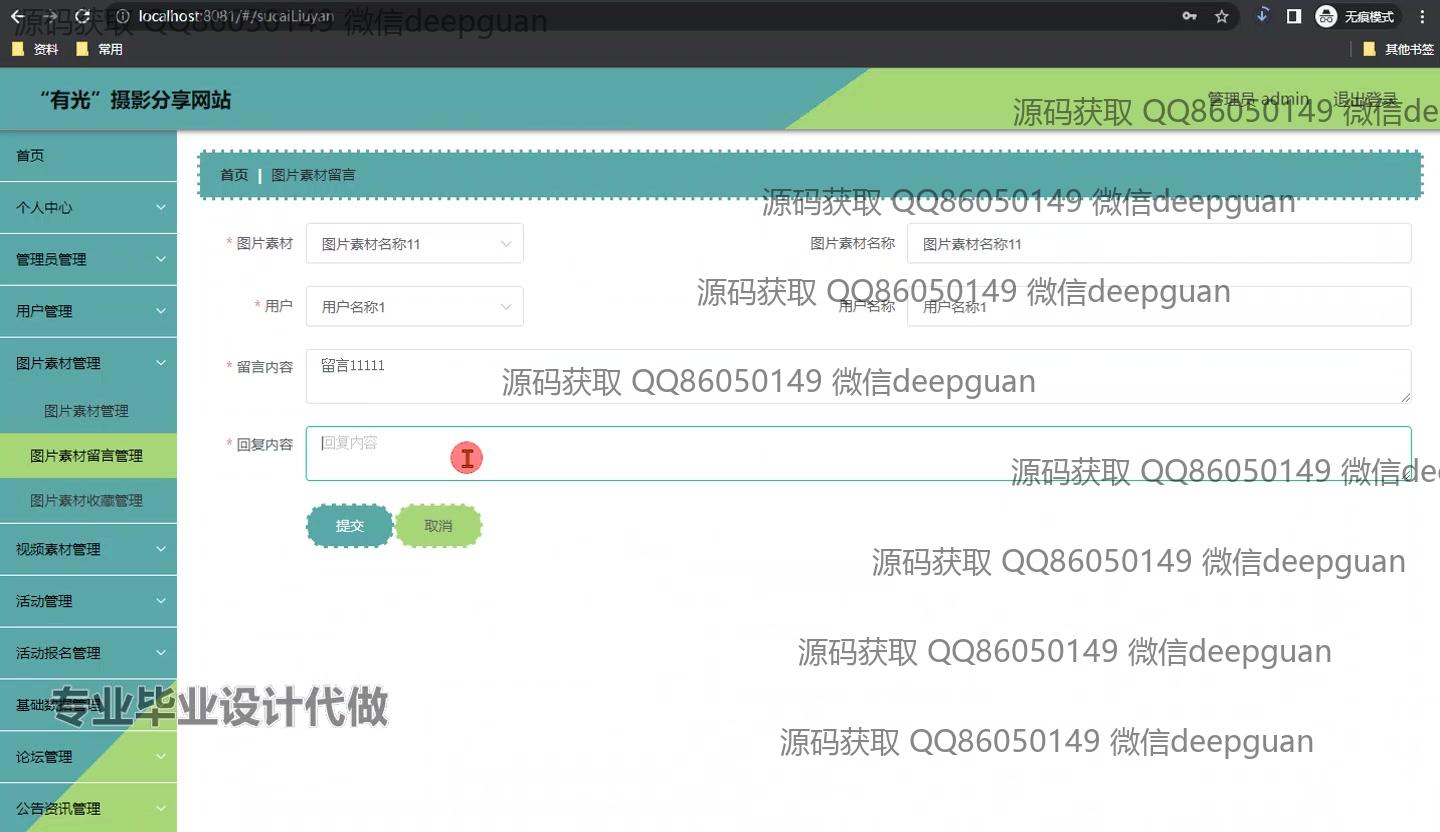 localhost:8081/#/sucaiLiuyan
无痕模式
源码获取 QQ86050149 微信deepguan
资料
常用
其他书签
“有光”摄影分享网站
管理员 admin
退出登录
源码获取 QQ86050149 微信de
首页
个人中心
管理员管理
用户管理
图片素材管理
图片素材管理
图片素材留言管理
图片素材收藏管理
视频素材管理
活动管理
活动报名管理
基础数据管理
论坛管理
公告资讯管理
专业毕业设计代做
首页 | 图片素材留言
源码获取 QQ86050149 微信deepguan
* 图片素材 图片素材名称11
图片素材名称 图片素材名称11
源码获取 QQ86050149 微信deepguan
* 用户 用户名称1
用户名称 用户名称1
* 留言内容 留言11111
源码获取 QQ86050149 微信deepguan
* 回复内容 回复内容
源码获取 QQ86050149 微信dee
提交
取消
源码获取 QQ86050149 微信deepguan
源码获取 QQ86050149 微信deepguan
源码获取 QQ86050149 微信deepguan